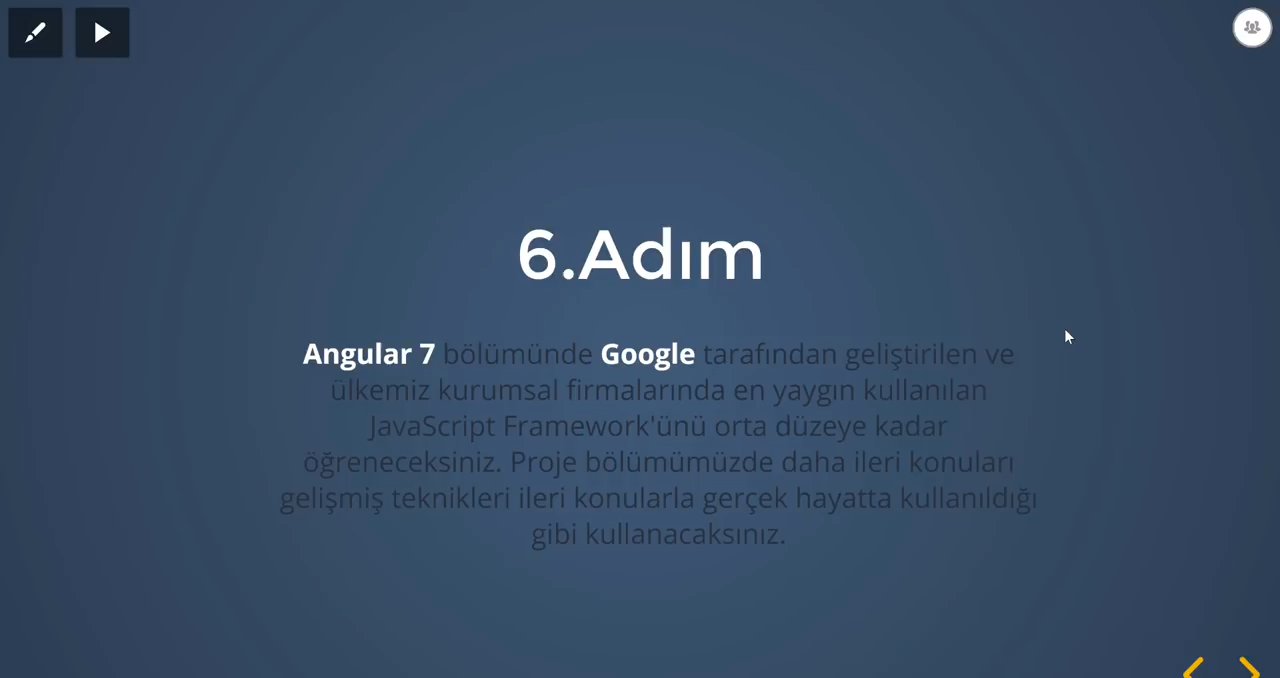 6.Adım
Angular 7 bölümünde Google tarafından geliştirilen ve
ülkemiz kurumsal firmalarında en yaygın kullanılan
JavaScript Framework'ünü orta düzeye kadar
öğreneceksiniz. Proje bölümümüzde daha ileri konuları
gelişmiş teknikleri ileri konularla gerçek hayatta kullanıldığı
gibi kullanacaksınız.